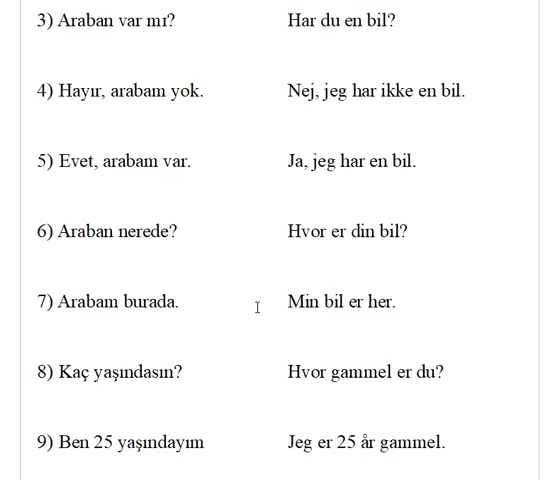 3) Araban var mı? Har du en bil?
4) Hayır, arabam yok. Nej, jeg har ikke en bil.
5) Evet, arabam var. Ja, jeg har en bil.
6) Araban nerede? Hvor er din bil?
7) Arabam burada. Min bil er her.
8) Kaç yaşındasın? Hvor gammel er du?
9) Ben 25 yaşındayım Jeg er 25 år gammel.